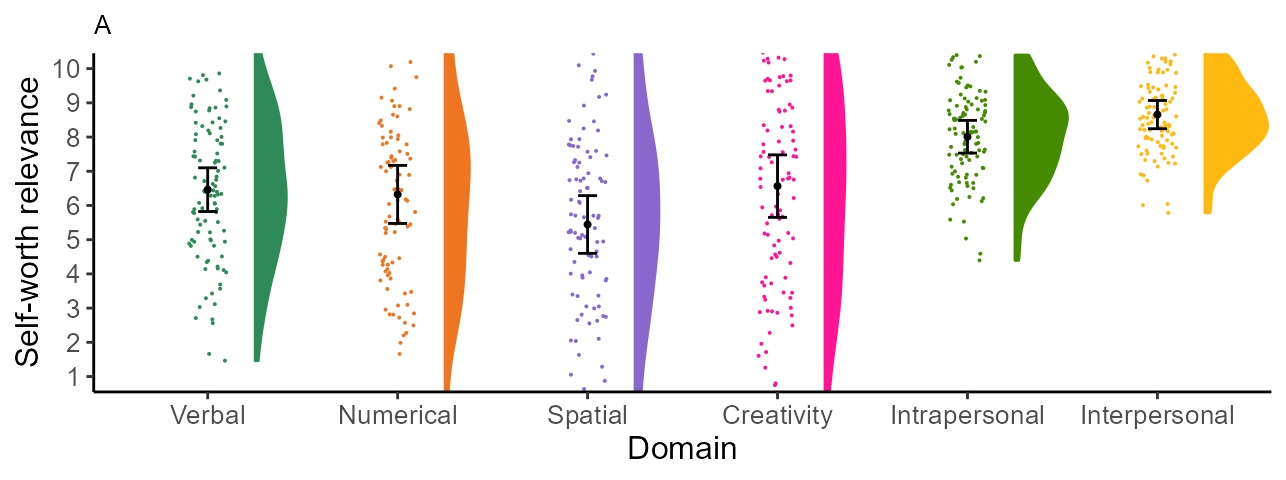 A
Self-worth relevance
10
9
8
7
6
5
4
3
2
1
Verbal Numerical Spatial Creativity Intrapersonal Interpersonal
Domain